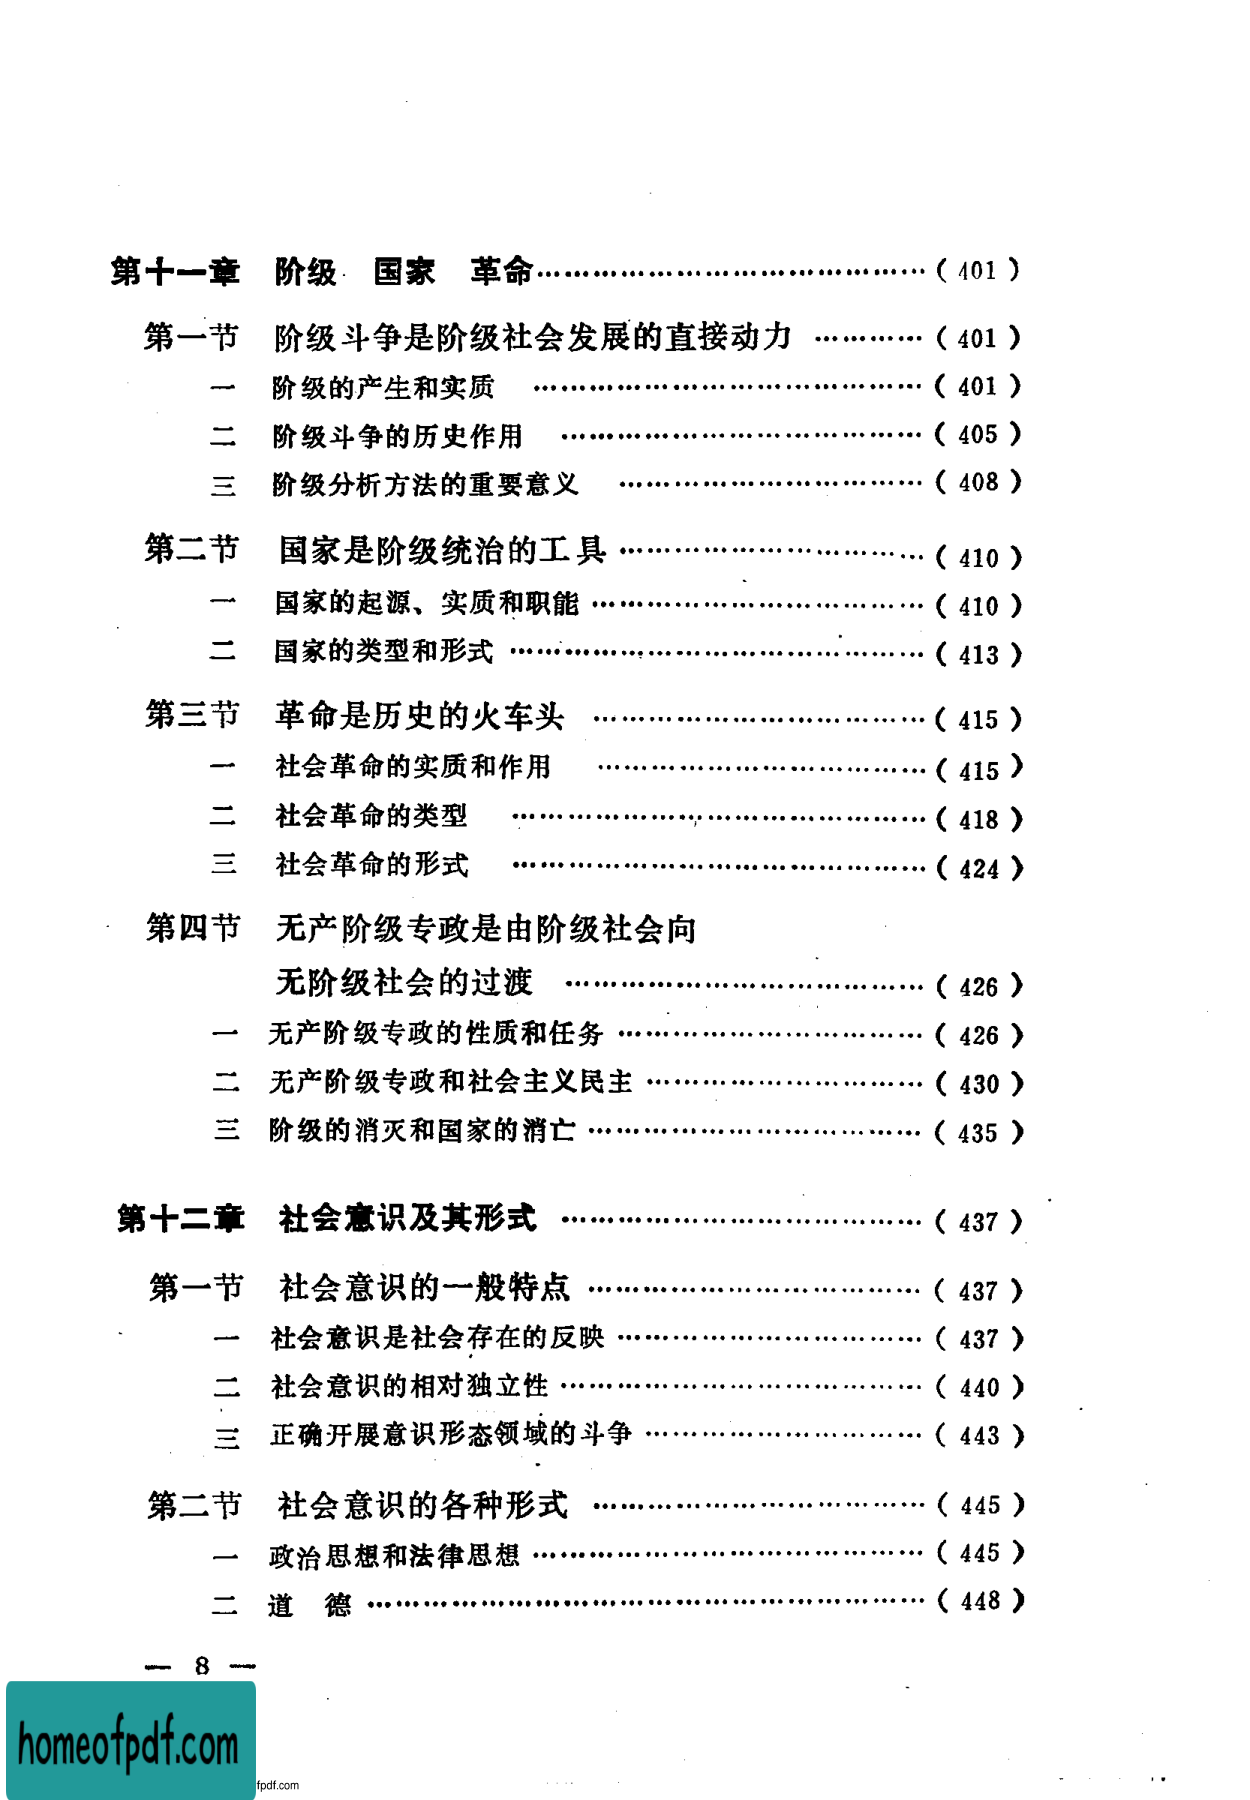 第十一章　阶级　国家　革命……………………………………（401）
第一节　阶级斗争是阶级社会发展的直接动力 …………（401）
一　阶级的产生和实质 ……………………………………（401）
二　阶级斗争的历史作用 …………………………………（405）
三　阶级分析方法的重要意义 ……………………………（408）
第二节　国家是阶级统治的工具 ……………………………（410）
一　国家的起源、实质和职能 ………………………………（410）
二　国家的类型和形式 ………………………………………（413）
第三节　革命是历史的火车头 ………………………………（415）
一　社会革命的实质和作用 ………………………………（415）
二　社会革命的类型 ………………………………………（418）
三　社会革命的形式 ………………………………………（424）
第四节　无产阶级专政是由阶级社会向
无阶级社会的过渡 …………………………………（426）
一　无产阶级专政的性质和任务 ……………………………（426）
二　无产阶级专政和社会主义民主 …………………………（430）
三　阶级的消灭和国家的消亡 ………………………………（435）
第十二章　社会意识及其形式 …………………………………（437）
第一节　社会意识的一般特点 ………………………………（437）
一　社会意识是社会存在的反映 ……………………………（437）
二　社会意识的相对独立性 …………………………………（440）
三　正确开展意识形态领域的斗争 …………………………（443）
第二节　社会意识的各种形式 ………………………………（445）
一　政治思想和法律思想 ……………………………………（445）
二　道　德 ……………………………………………………（448）
— 8 —
homeofpdf.com
fpdf.com